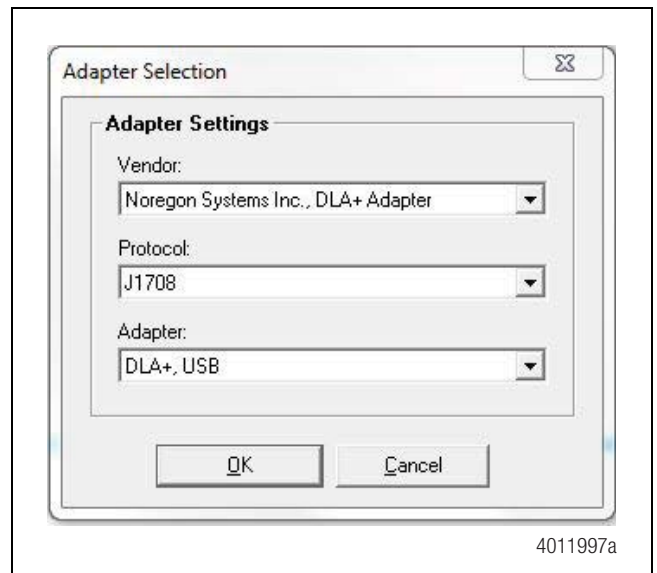 Adapter Selection
Adapter Settings
Vendor:
Noregon Systems Inc., DLA+ Adapter
Protocol:
J1708
Adapter:
DLA+, USB
OK
Cancel
4011997a